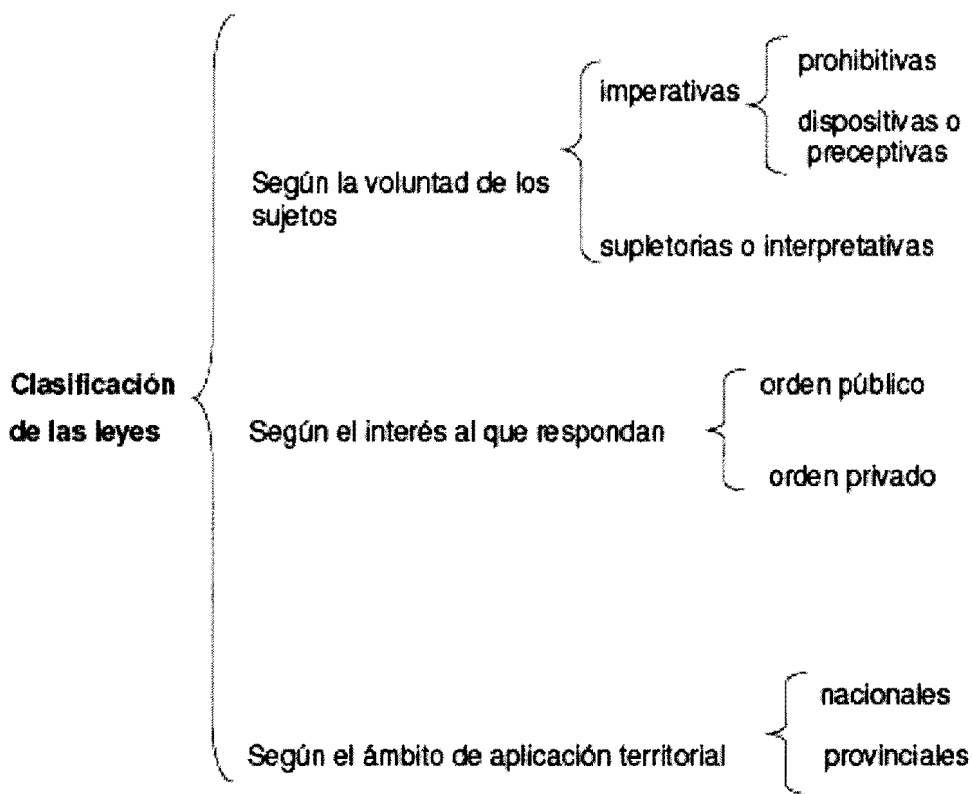 Clasificación
de las leyes
Según la voluntad de los
sujetos
imperativas
prohibitivas
dispositivas o
preceptivas
supletorias o interpretativas
Según el interés al que respondan
orden público
orden privado
Según el ámbito de aplicación territorial
nacionales
provinciales